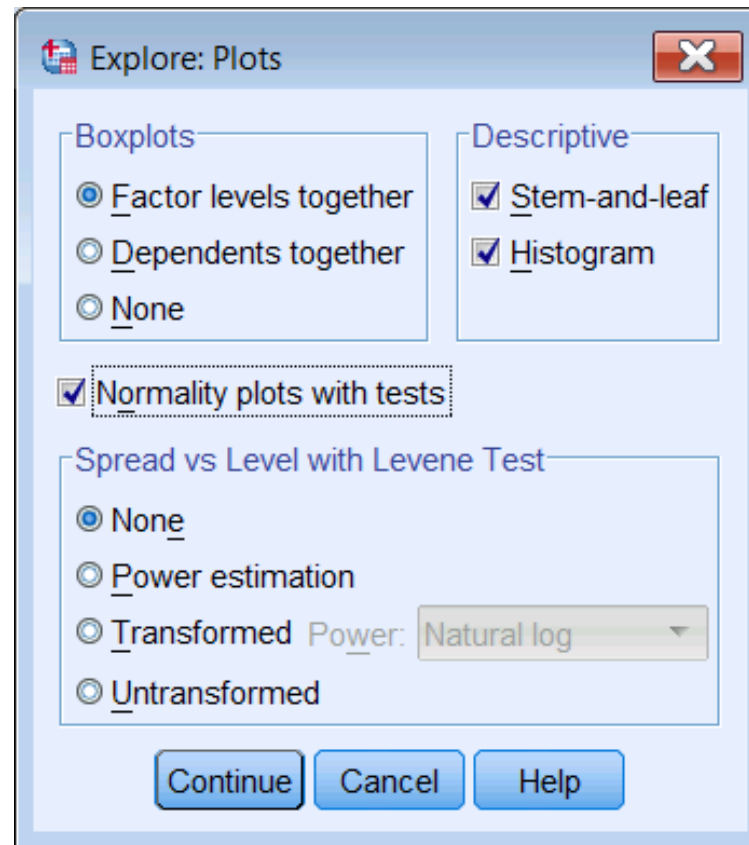 Explore: Plots
Boxplots
Factor levels together
Dependents together
None
Descriptive
Stem-and-leaf
Histogram
Normality plots with tests
Spread vs Level with Levene Test
None
Power estimation
Transformed Power: Natural log
Untransformed
Continue Cancel Help